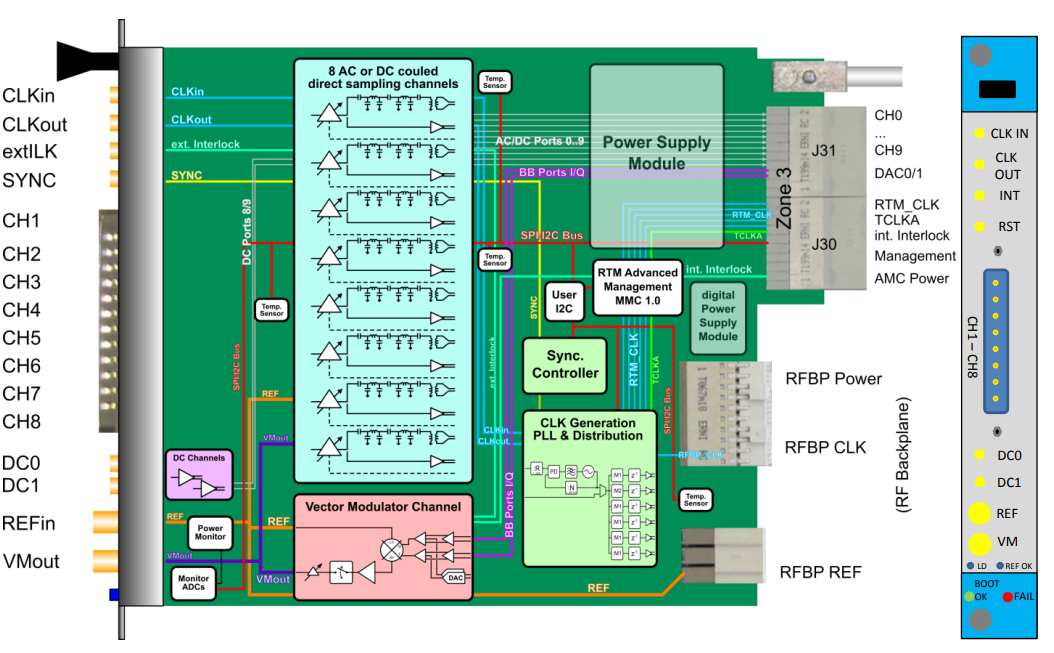 CLKin
CLKout
extILK
SYNC
CH1
CH2
CH3
CH4
CH5
CH6
CH7
CH8
DC0
DC1
REFin
VMout
CLKin
CLKout
ext. Interlock
SYNC
DC Ports 8/9
SPI/I2C Bus
Temp.
Sensor
REF
VMout
DC Channels
REF
REF
Power
Monitor
VMout
VMout
Monitor
ADCs
8 AC or DC couled
direct sampling channels
Vector Modulator Channel
DAC
Temp.
Sensor
AC/DC Ports 0..9
BB Ports I/Q
SPI/I2C Bus
Temp.
Sensor
ext. Interlock
SYNC
User
I2C
Sync.
Controller
CLKin
CLKout
BB Ports I/Q
CLK Generation
PLL & Distribution
:R
PD
N
M1
Z
M2
Z
M1
Z
M1
Z
M1
Z
M1
Z
REF
Power Supply
Module
RTM_CLK
TCLKA
RTM Advanced
Management
MMC 1.0
int. Interlock
digital
Power
Supply
Module
RTM_CLK
TCLKA
SPI/I2C Bus
RFBP_CLK
Temp.
Sensor
Zone 3
J31
J30
CH0
...
CH9
DAC0/1
RTM_CLK
TCLKA
int. Interlock
Management
AMC Power
RFBP Power
RFBP CLK
(RF Backplane)
RFBP REF
CLK IN
CLK
OUT
INT
RST
CH1 – CH8
DC0
DC1
REF
VM
LD
REF OK
BOOT
OK
FAIL